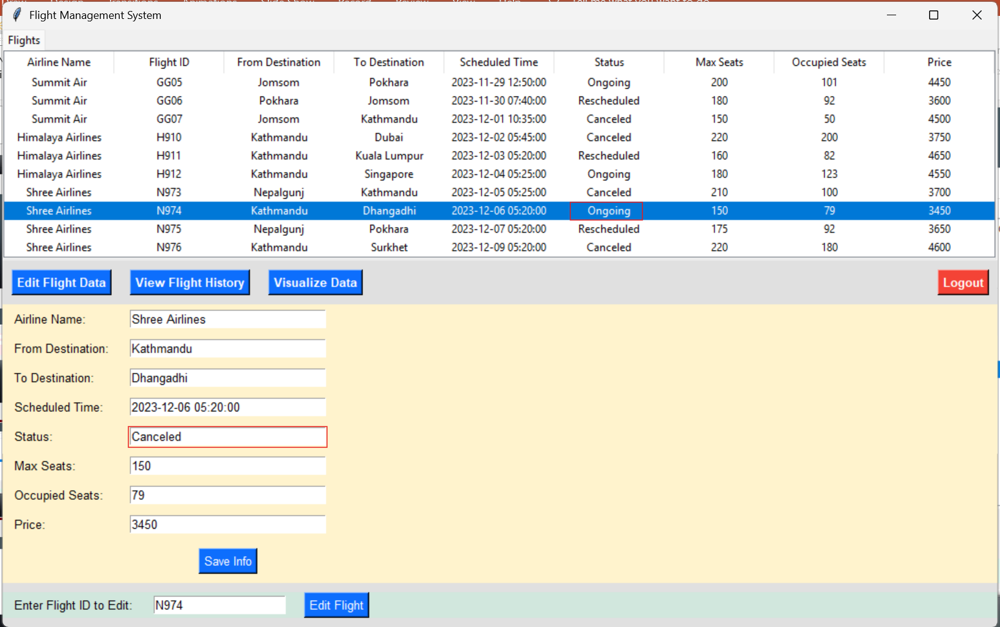 Flight Management System
Flights
Airline Name Flight ID From Destination To Destination Scheduled Time Status Max Seats Occupied Seats Price
Summit Air GG05 Jomsom Pokhara 2023-11-29 12:50:00 Ongoing 200 101 4450
Summit Air GG06 Pokhara Jomsom 2023-11-30 07:40:00 Rescheduled 180 92 3600
Summit Air GG07 Jomsom Kathmandu 2023-12-01 10:35:00 Canceled 150 50 4500
Himalaya Airlines H910 Kathmandu Dubai 2023-12-02 05:45:00 Canceled 220 200 3750
Himalaya Airlines H911 Kathmandu Kuala Lumpur 2023-12-03 05:20:00 Rescheduled 160 82 4650
Himalaya Airlines H912 Kathmandu Singapore 2023-12-04 05:25:00 Ongoing 180 123 4550
Shree Airlines N973 Nepalgunj Kathmandu 2023-12-05 05:25:00 Canceled 210 100 3700
Shree Airlines N974 Kathmandu Dhangadhi 2023-12-06 05:20:00 Ongoing 150 79 3450
Shree Airlines N975 Nepalgunj Pokhara 2023-12-07 05:20:00 Rescheduled 175 92 3650
Shree Airlines N976 Kathmandu Surkhet 2023-12-09 05:20:00 Canceled 220 180 4600
Edit Flight Data View Flight History Visualize Data Logout
Airline Name: Shree Airlines
From Destination: Kathmandu
To Destination: Dhangadhi
Scheduled Time: 2023-12-06 05:20:00
Status: Canceled
Max Seats: 150
Occupied Seats: 79
Price: 3450
Save Info
Enter Flight ID to Edit: N974 Edit Flight